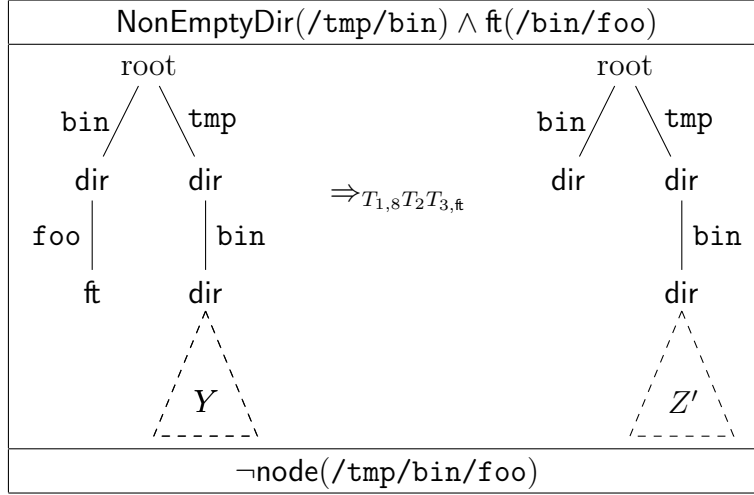 NonEmptyDir(/tmp/bin) ∧ ft(/bin/foo)
root root
bin tmp bin tmp
dir dir ⇒T1,8T2T3,ft dir dir
foo bin bin
ft dir dir
Y Z′
¬node(/tmp/bin/foo)